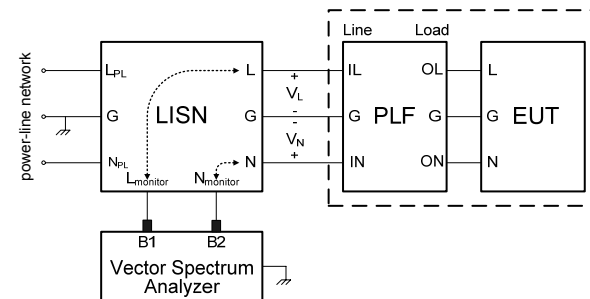 Line Load
power-line network
L_PL
L
+
V_L
-
IL
OL
L
G
LISN
G
G
PLF
G
G
EUT
N_PL
N
-
V_N
+
IN
ON
N
L_monitor
N_monitor
B1
B2
Vector Spectrum
Analyzer